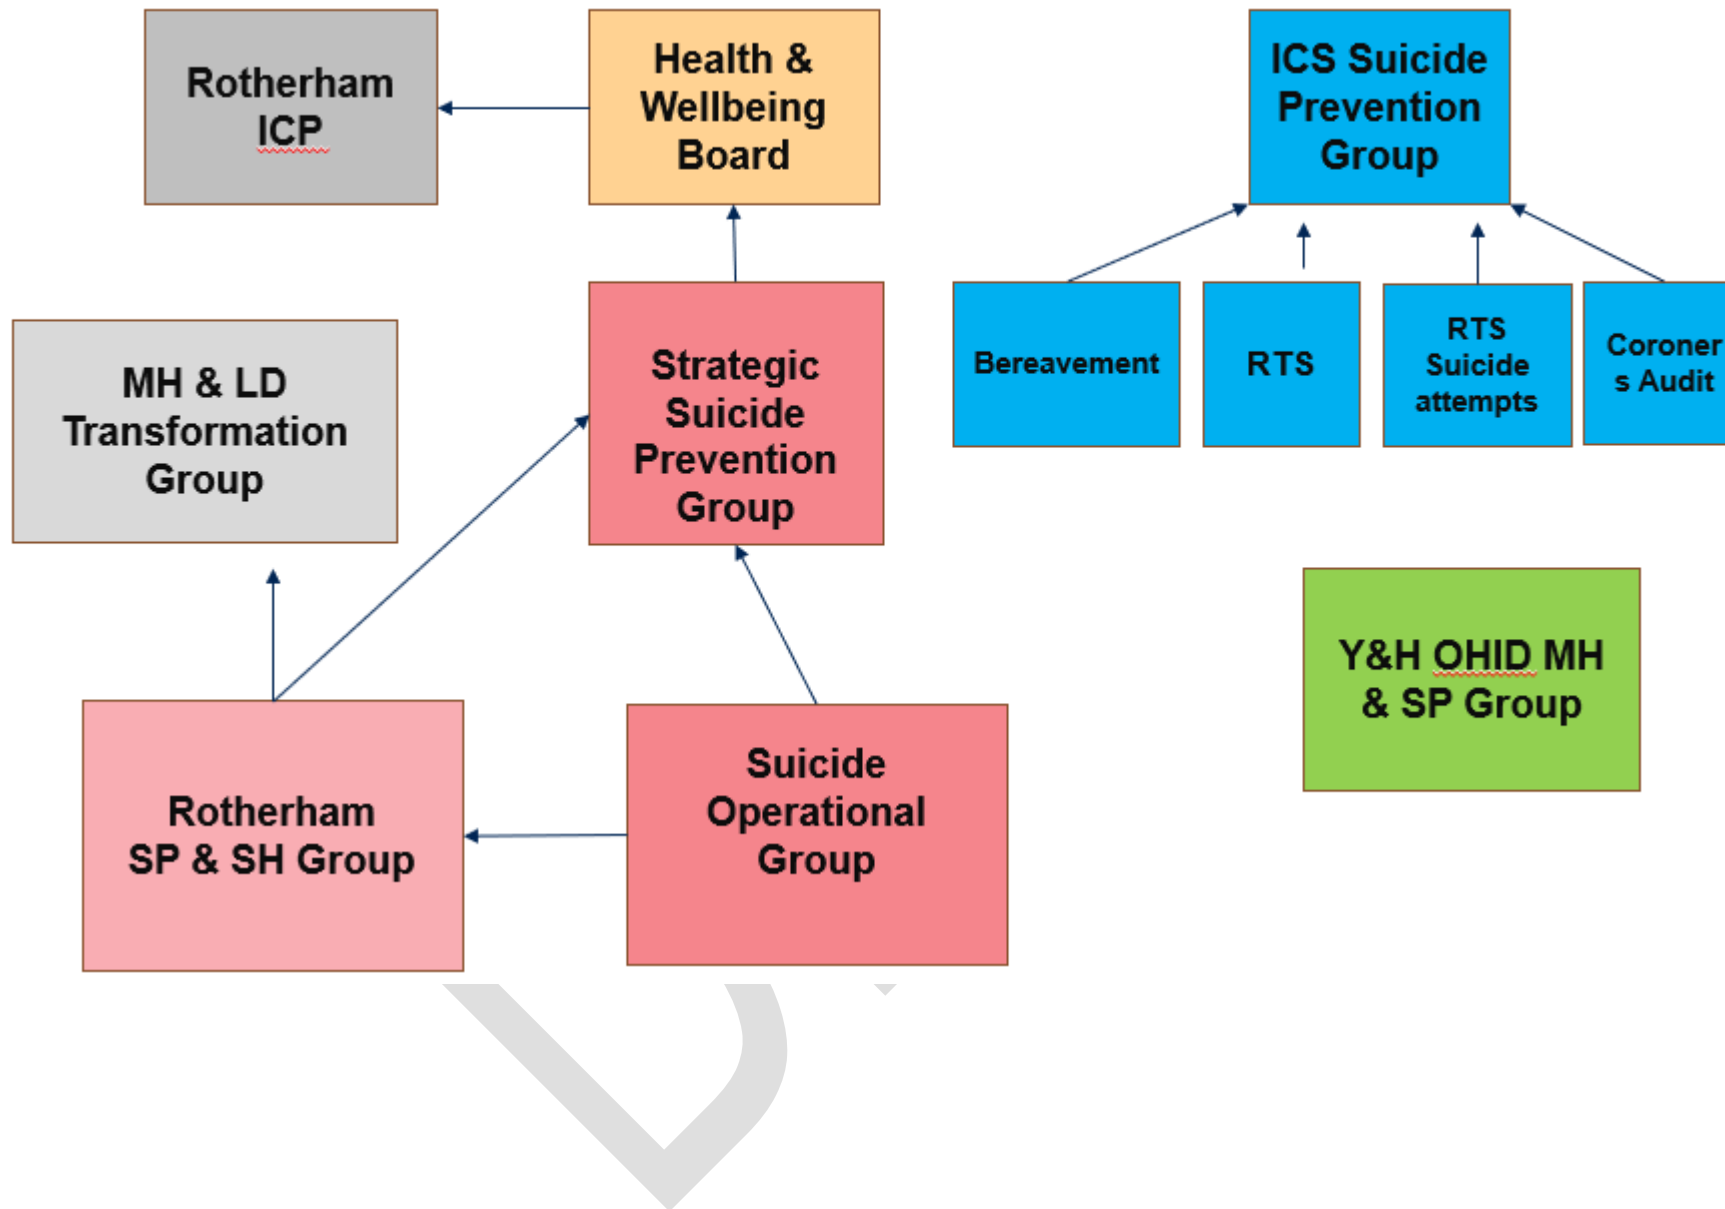 Rotherham
ICP
Health &
Wellbeing
Board
ICS Suicide
Prevention
Group
MH & LD
Transformation
Group
Strategic
Suicide
Prevention
Group
Bereavement
RTS
RTS
Suicide
attempts
Coroner
s Audit
Rotherham
SP & SH Group
Suicide
Operational
Group
Y&H OHID MH
& SP Group